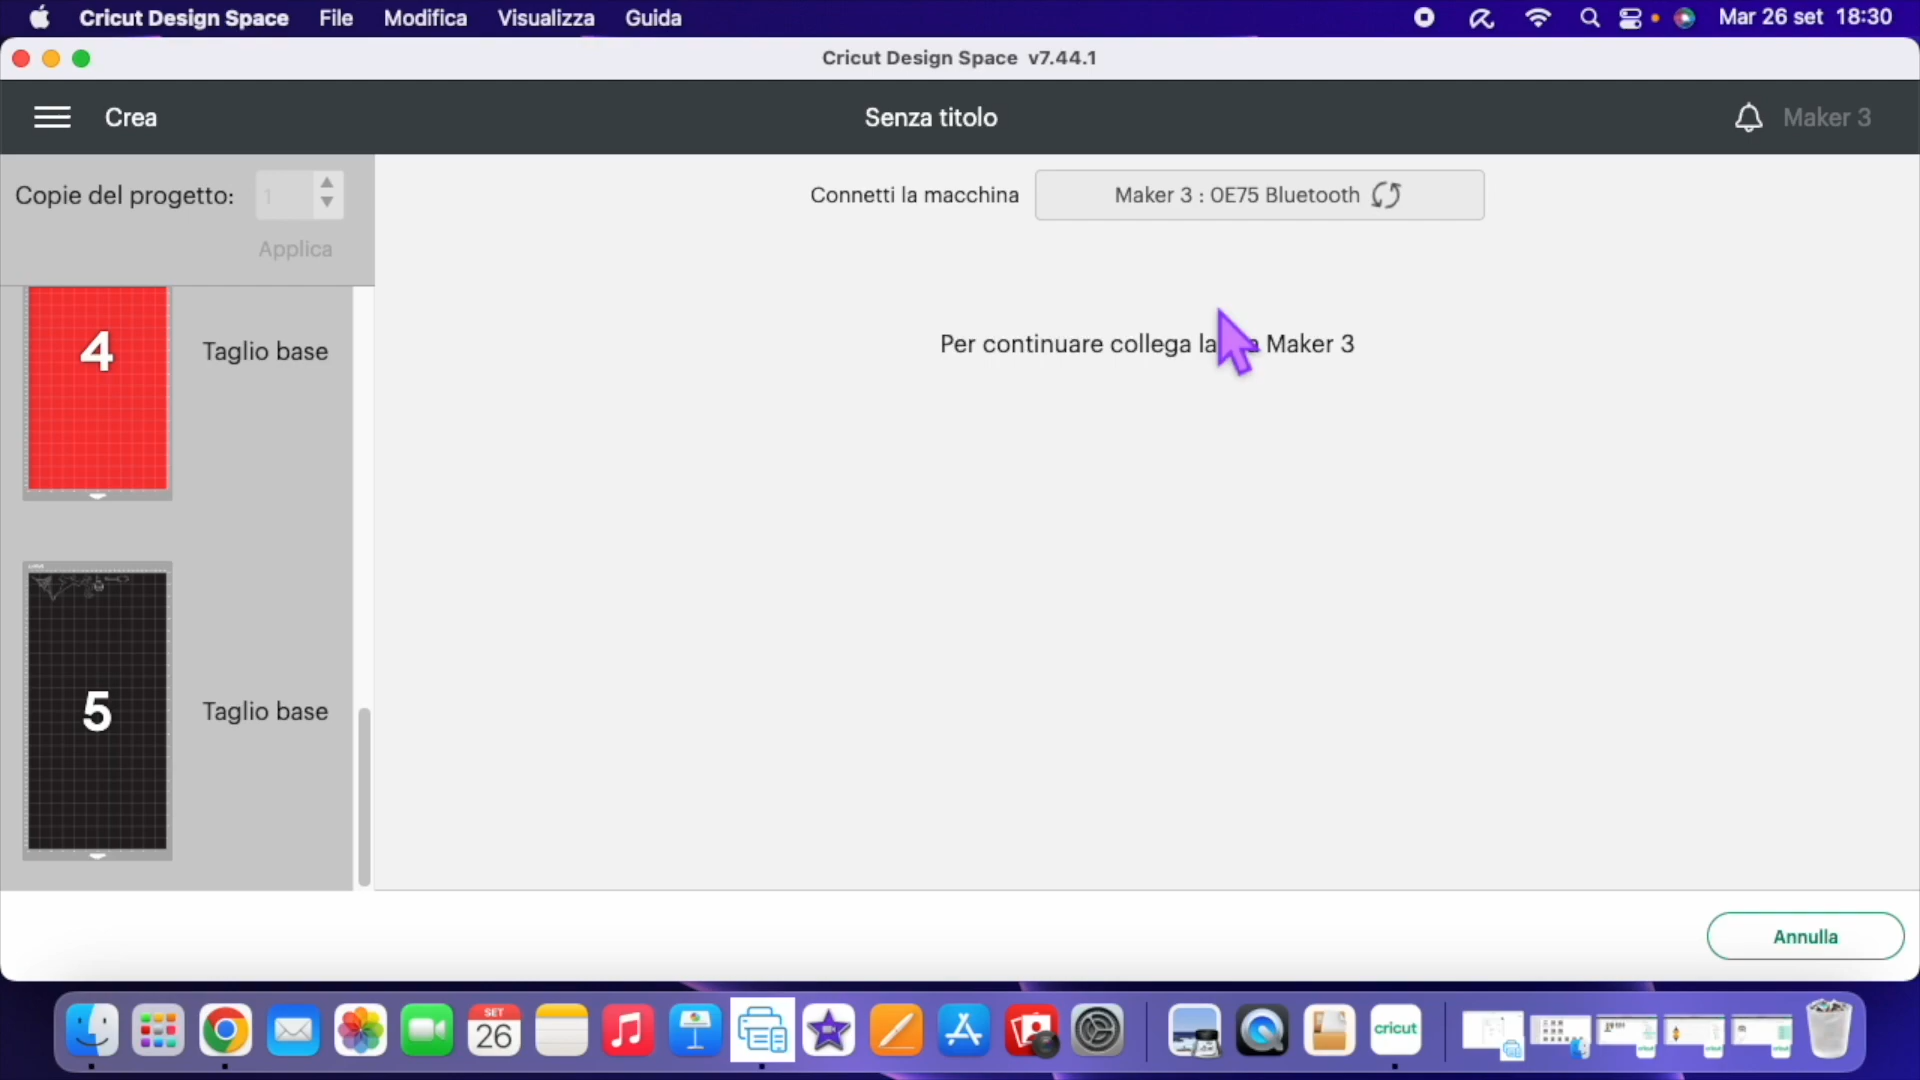 Cricut Design Space File Modifica Visualizza Guida Mar 26 set 18:30
Cricut Design Space v7.44.1
Crea Senza titolo Maker 3
Copie del progetto: 1 Connetti la macchina Maker 3 : OE75 Bluetooth
Applica
4 Taglio base
Per continuare collega la Maker 3
5 Taglio base
Annulla
SET
26
cricut